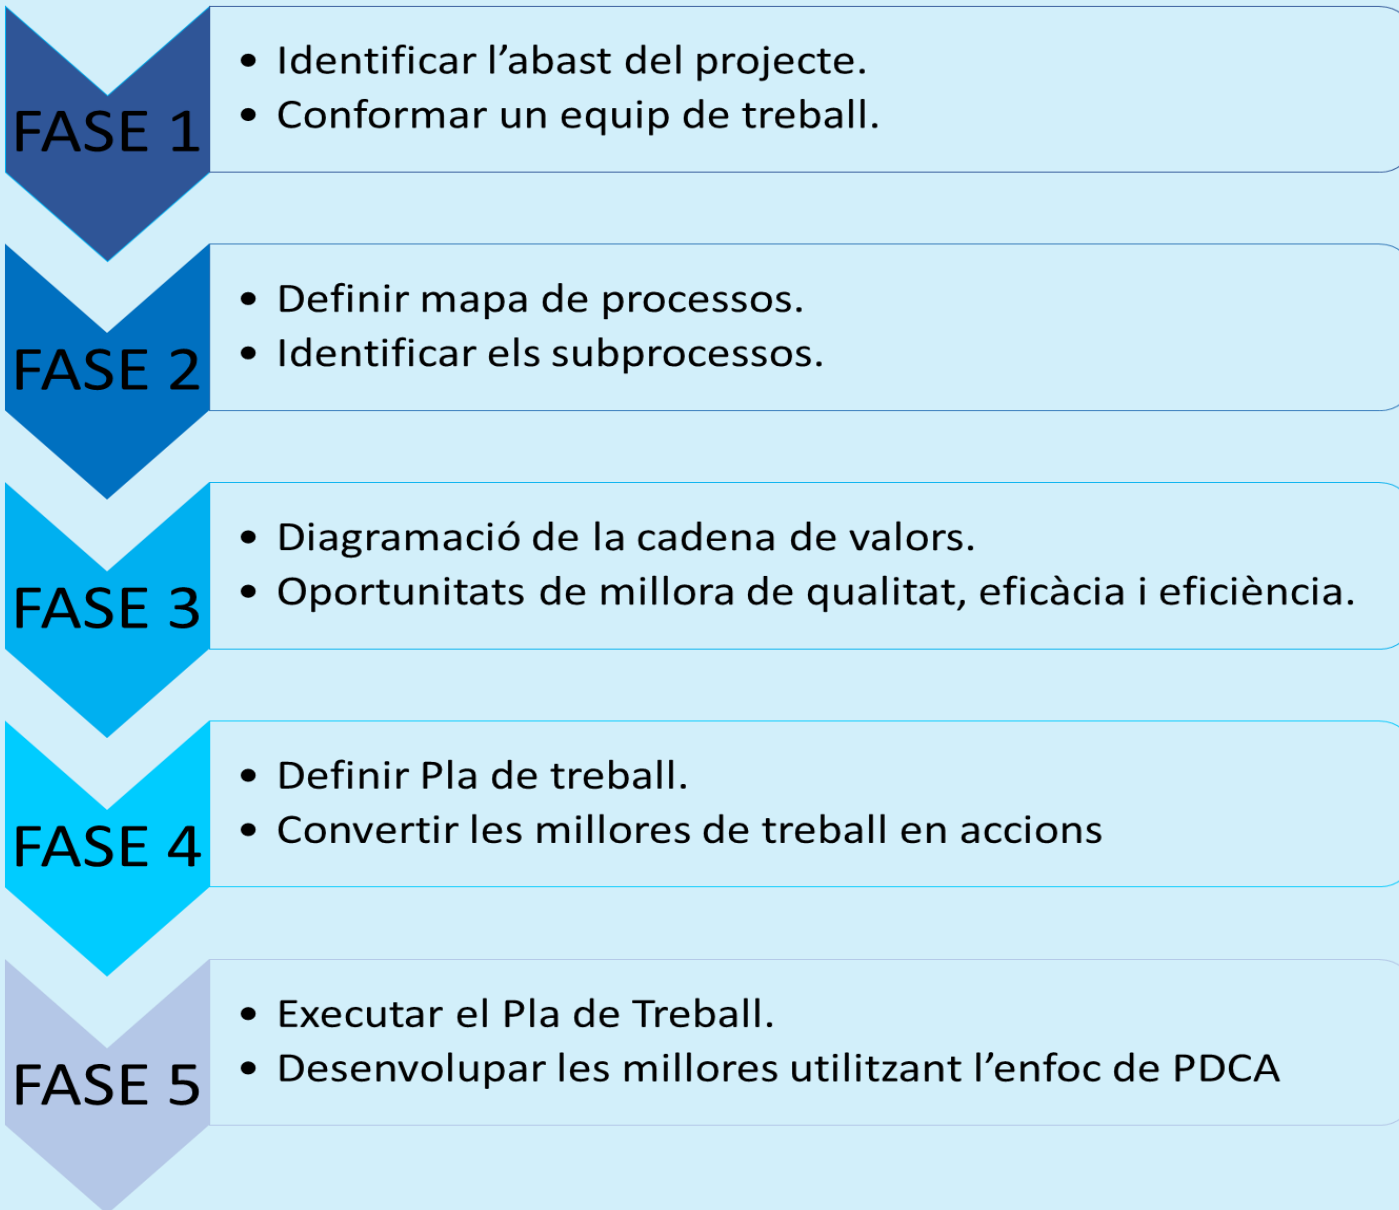 FASE 1
• Identificar l’abast del projecte.
• Conformar un equip de treball.
FASE 2
• Definir mapa de processos.
• Identificar els subprocessos.
FASE 3
• Diagramació de la cadena de valors.
• Oportunitats de millora de qualitat, eficàcia i eficiència.
FASE 4
• Definir Pla de treball.
• Convertir les millores de treball en accions
FASE 5
• Executar el Pla de Treball.
• Desenvolupar les millores utilitzant l’enfoc de PDCA